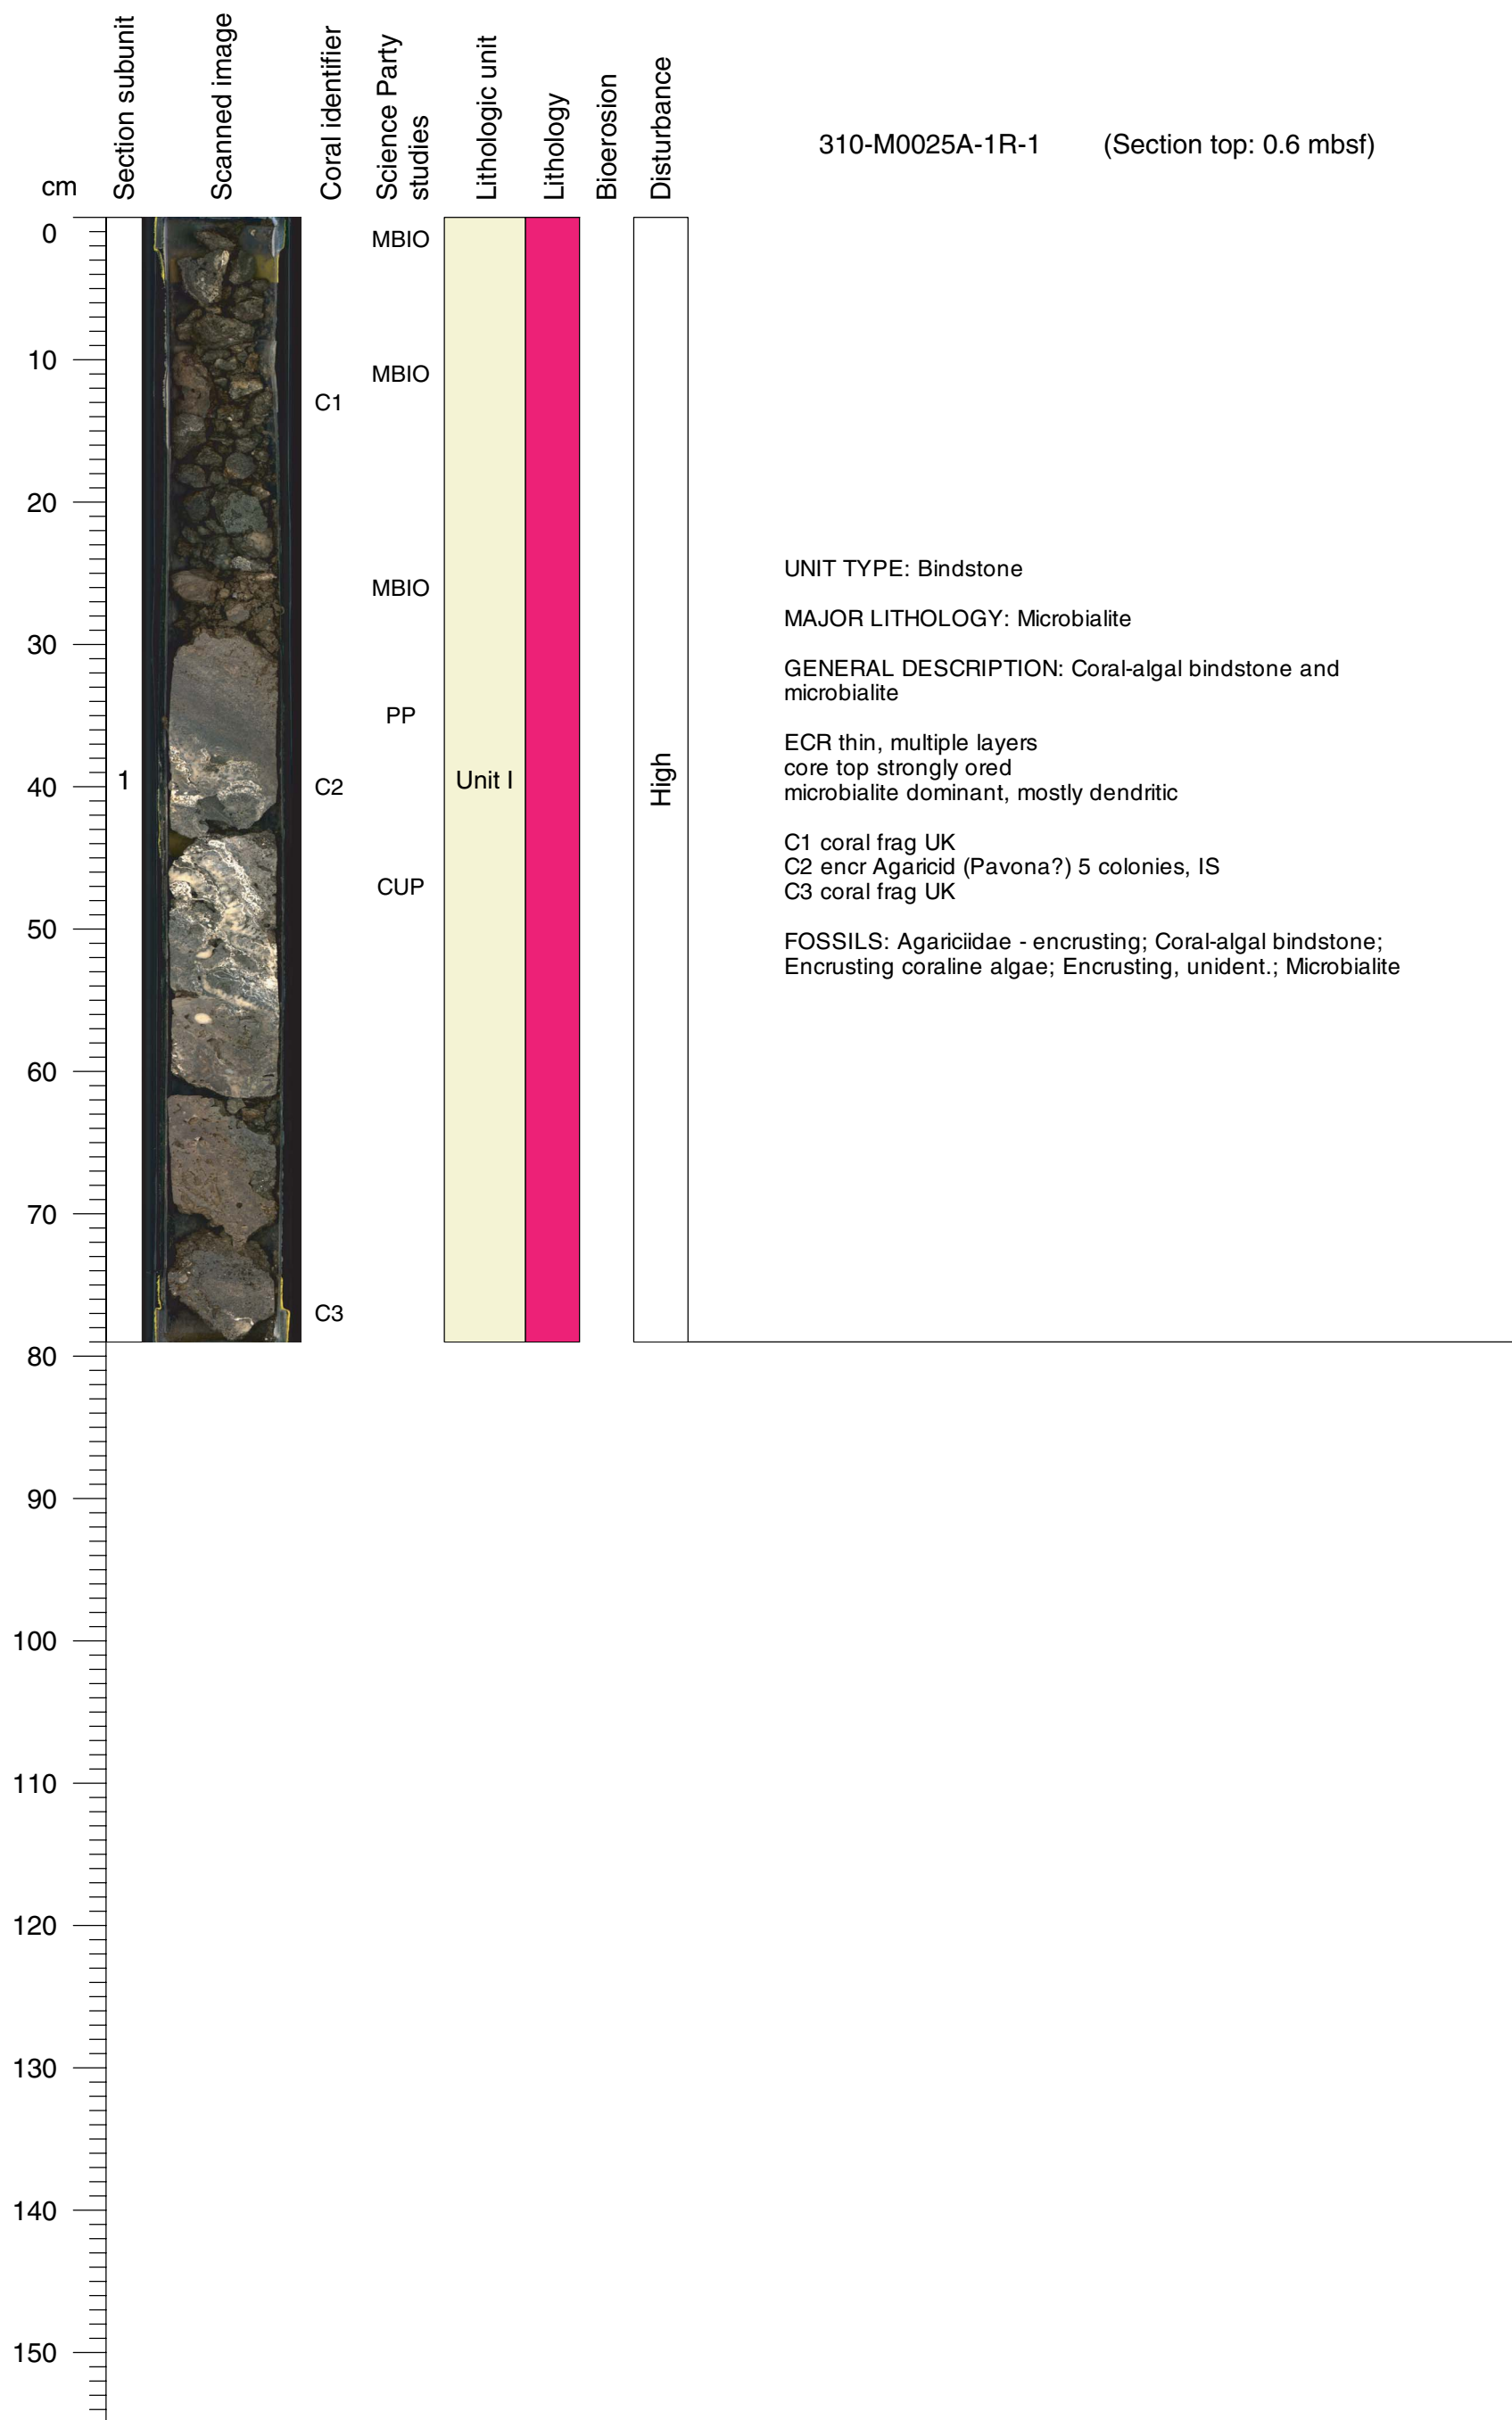 cm
Section subunit
Scanned image
Coral identifier
Science Party
studies
Lithologic unit
Lithology
Bioerosion
Disturbance
310-M0025A-1R-1 (Section top: 0.6 mbsf)
0
MBIO
10
MBIO
C1
20
MBIO
30
PP
1
40
C2
Unit I
High
CUP
50
60
70
C3
80
90
100
110
120
130
140
150
UNIT TYPE: Bindstone
MAJOR LITHOLOGY: Microbialite
GENERAL DESCRIPTION: Coral-algal bindstone and
microbialite
ECR thin, multiple layers
core top strongly ored
microbialite dominant, mostly dendritic
C1 coral frag UK
C2 encr Agaricid (Pavona?) 5 colonies, IS
C3 coral frag UK
FOSSILS: Agariciidae - encrusting; Coral-algal bindstone;
Encrusting coraline algae; Encrusting, unident.; Microbialite